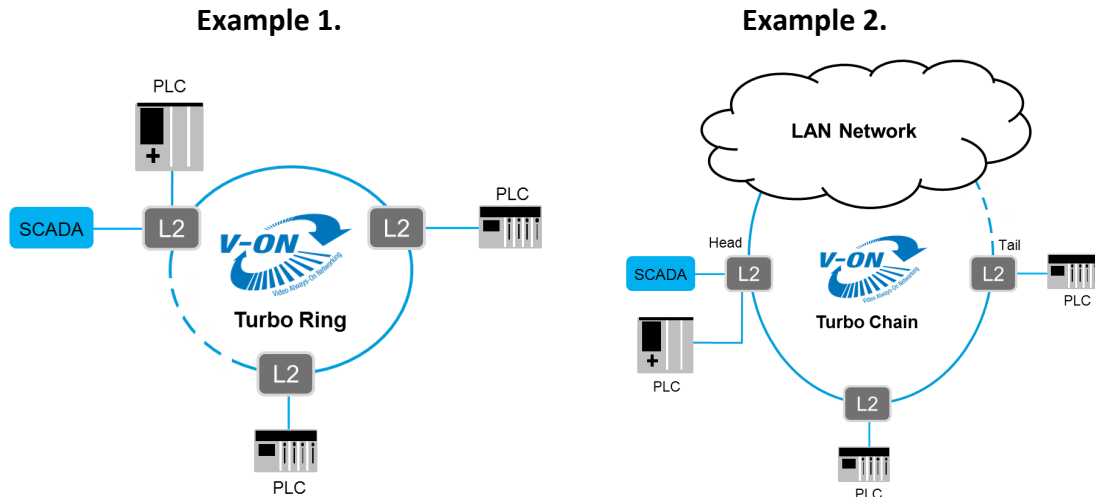 Example 1.
PLC
PLC
SCADA
L2
L2
V-ON
Video Always-On Networking
Turbo Ring
L2
PLC
Example 2.
LAN Network
Head
Tail
SCADA
L2
V-ON
Video Always-On Networking
L2
Turbo Chain
PLC
PLC
L2
PLC